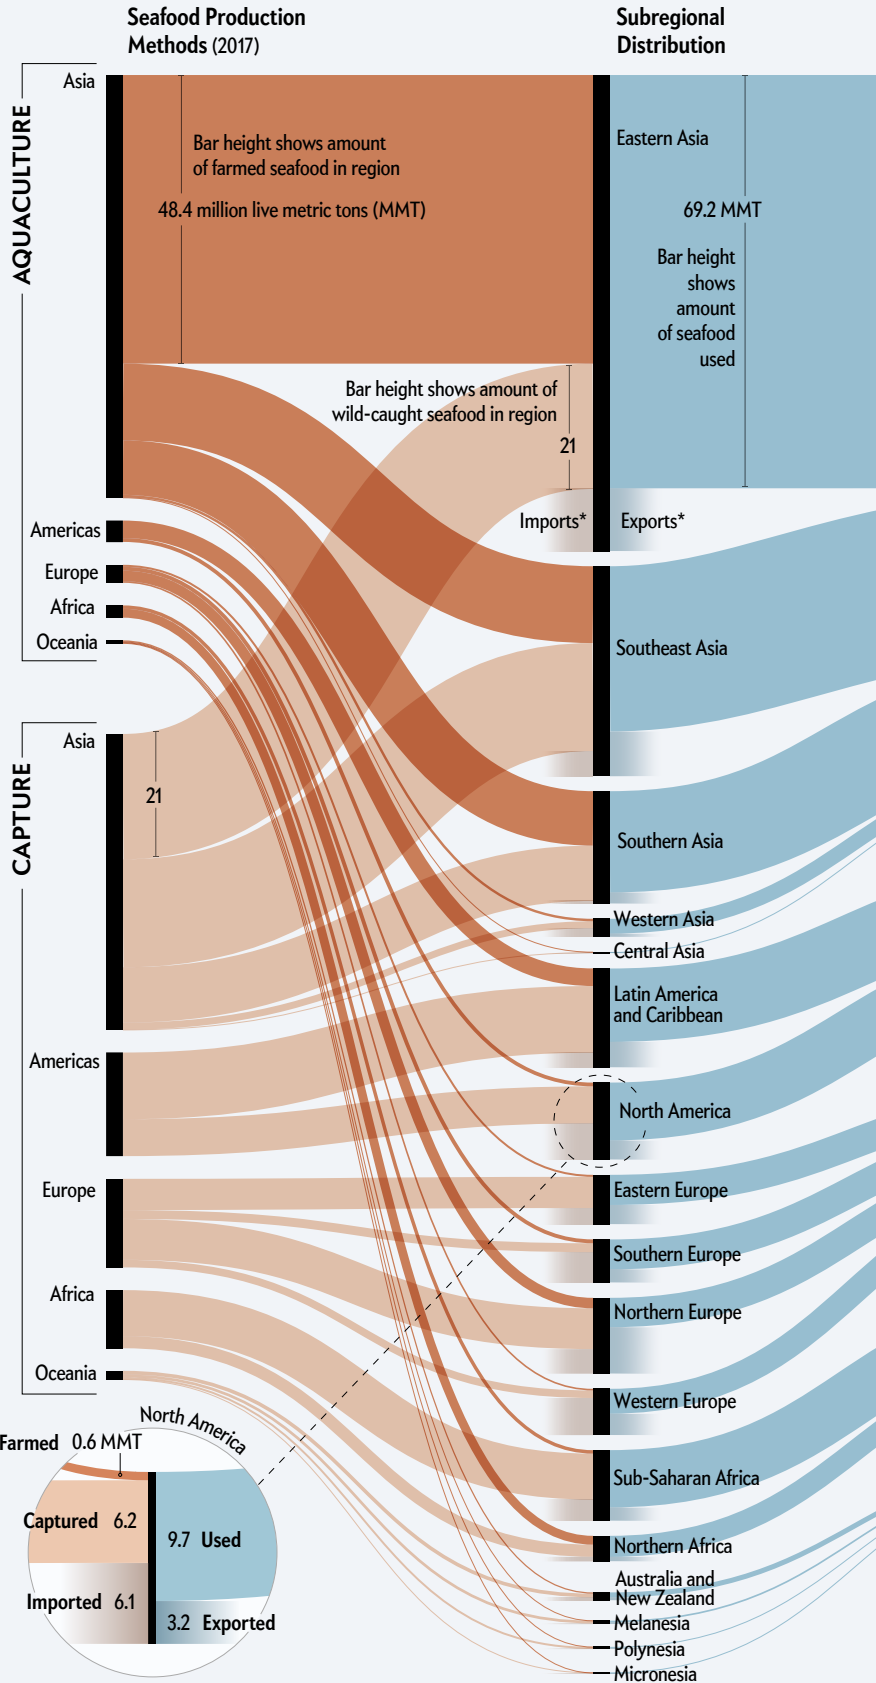 Seafood Production
Methods (2017)
Subregional
Distribution
AQUACULTURE
Asia
Americas
Europe
Africa
Oceania
Bar height shows amount
of farmed seafood in region
48.4 million live metric tons (MMT)
Bar height shows amount of
wild-caught seafood in region
21
Imports*
Exports*
Eastern Asia
69.2 MMT
Bar height
shows
amount
of seafood
used
CAPTURE
Asia
21
Americas
Europe
Africa
Oceania
Southeast Asia
Southern Asia
Western Asia
Central Asia
Latin America
and Caribbean
North America
Eastern Europe
Southern Europe
Northern Europe
Western Europe
Sub-Saharan Africa
Northern Africa
Australia and
New Zealand
Melanesia
Polynesia
Micronesia
North America
Farmed 0.6 MMT
Captured 6.2
Imported 6.1
9.7 Used
3.2 Exported